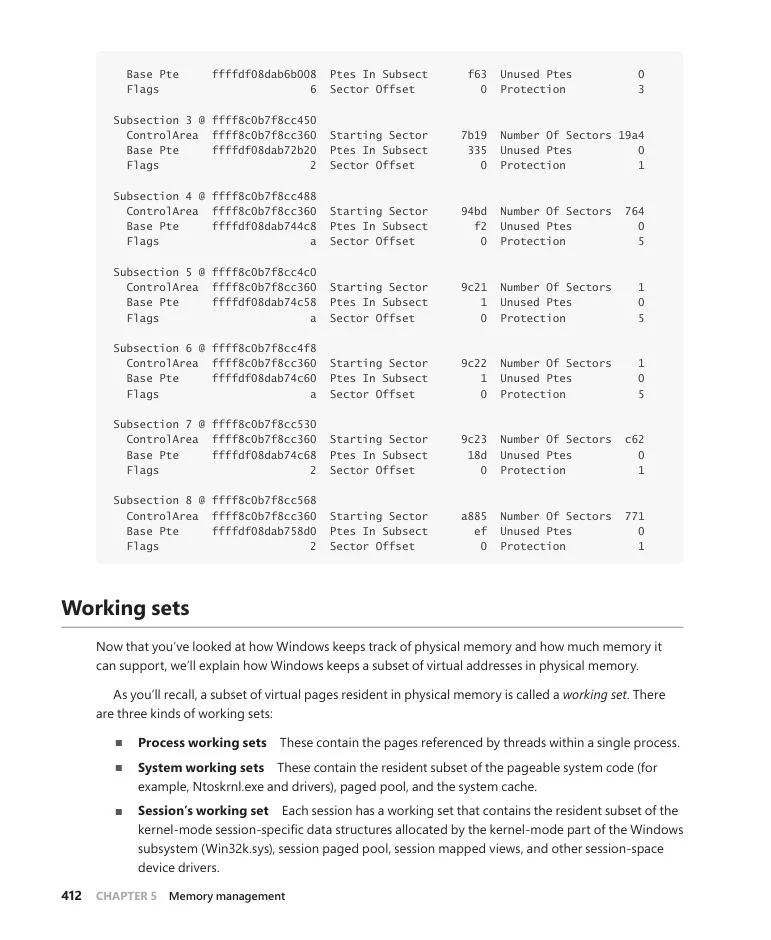 Base Pte ffffdf08dab6b008 Ptes In Subsect f63 Unused Ptes 0
Flags 6 Sector Offset 0 Protection 3
Subsection 3 @ ffff8c0b7f8cc450
ControlArea ffff8c0b7f8cc360 Starting Sector 7b19 Number Of Sectors 19a4
Base Pte ffffdf08dab72b20 Ptes In Subsect 335 Unused Ptes 0
Flags 2 Sector Offset 0 Protection 1
Subsection 4 @ ffff8c0b7f8cc488
ControlArea ffff8c0b7f8cc360 Starting Sector 94bd Number Of Sectors 764
Base Pte ffffdf08dab744c8 Ptes In Subsect f2 Unused Ptes 0
Flags a Sector Offset 0 Protection 5
Subsection 5 @ ffff8c0b7f8cc4c0
ControlArea ffff8c0b7f8cc360 Starting Sector 9c21 Number Of Sectors 1
Base Pte ffffdf08dab74c58 Ptes In Subsect 1 Unused Ptes 0
Flags a Sector Offset 0 Protection 5
Subsection 6 @ ffff8c0b7f8cc4f8
ControlArea ffff8c0b7f8cc360 Starting Sector 9c22 Number Of Sectors 1
Base Pte ffffdf08dab74c60 Ptes In Subsect 1 Unused Ptes 0
Flags a Sector Offset 0 Protection 5
Subsection 7 @ ffff8c0b7f8cc530
ControlArea ffff8c0b7f8cc360 Starting Sector 9c23 Number Of Sectors c62
Base Pte ffffdf08dab74c68 Ptes In Subsect 18d Unused Ptes 0
Flags 2 Sector Offset 0 Protection 1
Subsection 8 @ ffff8c0b7f8cc568
ControlArea ffff8c0b7f8cc360 Starting Sector a885 Number Of Sectors 771
Base Pte ffffdf08dab758d0 Ptes In Subsect ef Unused Ptes 0
Flags 2 Sector Offset 0 Protection 1
Working sets
Now that you’ve looked at how Windows keeps track of physical memory and how much memory it
can support, we’ll explain how Windows keeps a subset of virtual addresses in physical memory.
As you’ll recall, a subset of virtual pages resident in physical memory is called a working set. There
are three kinds of working sets:
■ Process working sets These contain the pages referenced by threads within a single process.
■ System working sets These contain the resident subset of the pageable system code (for
example, Ntoskrnl.exe and drivers), paged pool, and the system cache.
■ Session’s working set Each session has a working set that contains the resident subset of the
kernel-mode session-specific data structures allocated by the kernel-mode part of the Windows
subsystem (Win32k.sys), session paged pool, session mapped views, and other session-space
device drivers.
412 CHAPTER 5 Memory management